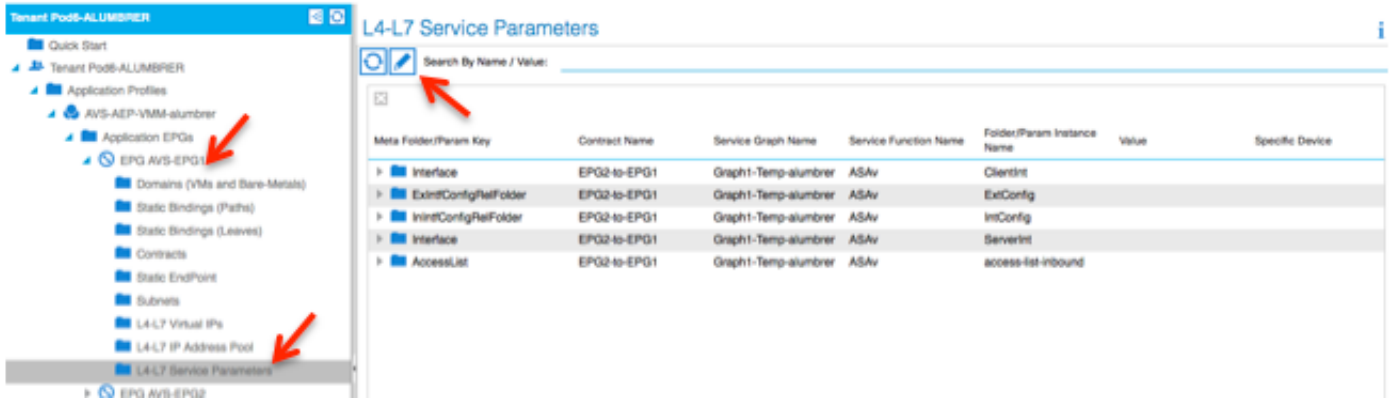 Tenant Pod6-ALUMBRER
Quick Start
Tenant Pod6-ALUMBRER
Application Profiles
AVS-AEP-VMM-alumbrer
Application EPGs
EPG AVS-EPG1
Domains (VMs and Bare-Metals)
Static Bindings (Paths)
Static Bindings (Leaves)
Contracts
Static EndPoint
Subnets
L4-L7 Virtual IPs
L4-L7 IP Address Pool
L4-L7 Service Parameters
EPG AVS-EPG2
L4-L7 Service Parameters
i
Search By Name / Value:
Meta Folder/Param Key Contract Name Service Graph Name Service Function Name Folder/Param Instance Name Value Specific Device
Interface EPG2-to-EPG1 Graph1-Temp-alumbrer ASAv ClientInt
ExIntfConfigRelFolder EPG2-to-EPG1 Graph1-Temp-alumbrer ASAv ExtConfig
InIntfConfigRelFolder EPG2-to-EPG1 Graph1-Temp-alumbrer ASAv IntConfig
Interface EPG2-to-EPG1 Graph1-Temp-alumbrer ASAv ServerInt
AccessList EPG2-to-EPG1 Graph1-Temp-alumbrer ASAv access-list-inbound